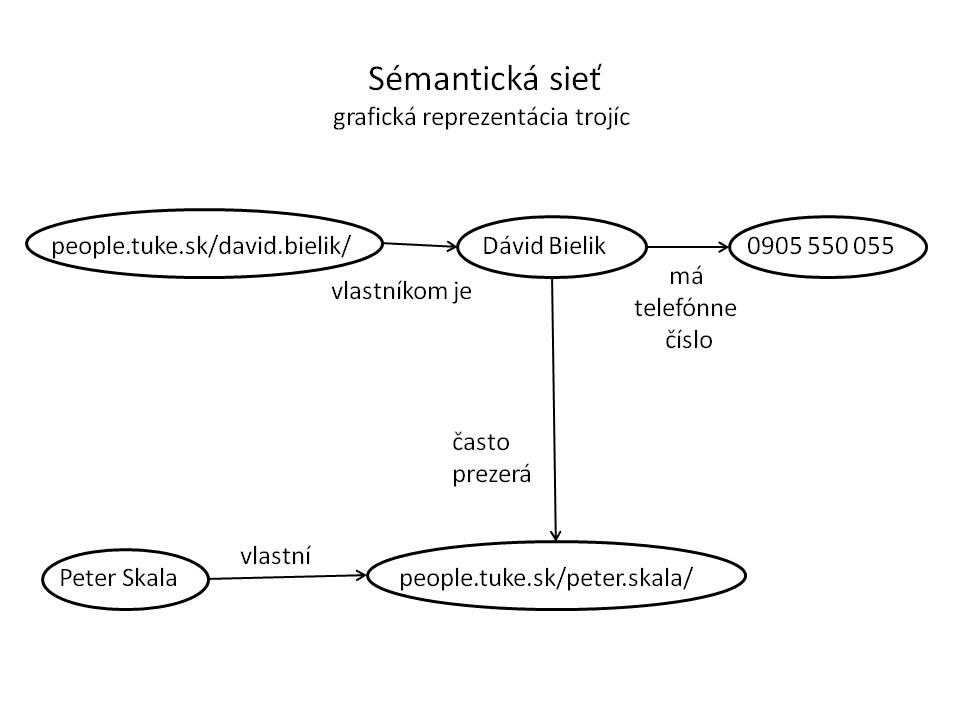 Sémantická sieť
grafická reprezentácia trojíc
people.tuke.sk/david.bielik/
Dávid Bielik
0905 550 055
vlastníkom je
má
telefónne
číslo
často
prezerá
Peter Skala
vlastní
people.tuke.sk/peter.skala/